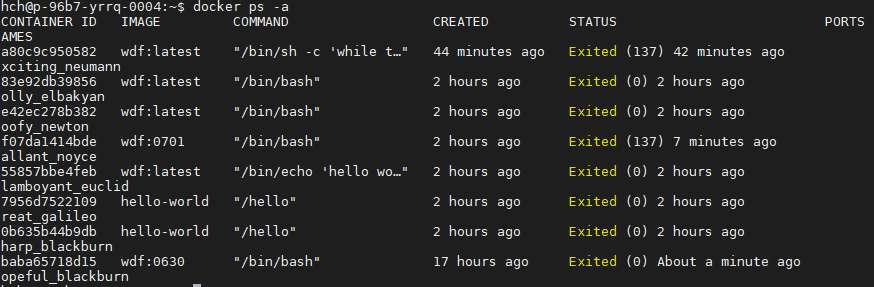 hch@p-96b7-yrrq-0004:~$ docker ps -a
CONTAINER ID   IMAGE         COMMAND                  CREATED          STATUS                          PORTS
AMES
a80c9c950582   wdf:latest    "/bin/sh -c 'while t…"   44 minutes ago   Exited (137) 42 minutes ago
xciting_neumann
83e92db39856   wdf:latest    "/bin/bash"              2 hours ago      Exited (0) 2 hours ago
olly_elbakyan
e42ec278b382   wdf:latest    "/bin/bash"              2 hours ago      Exited (0) 2 hours ago
oofy_newton
f07da1414bde   wdf:0701      "/bin/bash"              2 hours ago      Exited (137) 7 minutes ago
allant_noyce
55857bbe4feb   wdf:latest    "/bin/echo 'hello wo…"   2 hours ago      Exited (0) 2 hours ago
lamboyant_euclid
7956d7522109   hello-world   "/hello"                 2 hours ago      Exited (0) 2 hours ago
reat_galileo
0b635b44b9db   hello-world   "/hello"                 2 hours ago      Exited (0) 2 hours ago
harp_blackburn
baba65718d15   wdf:0630      "/bin/bash"              17 hours ago     Exited (0) About a minute ago
opeful_blackburn